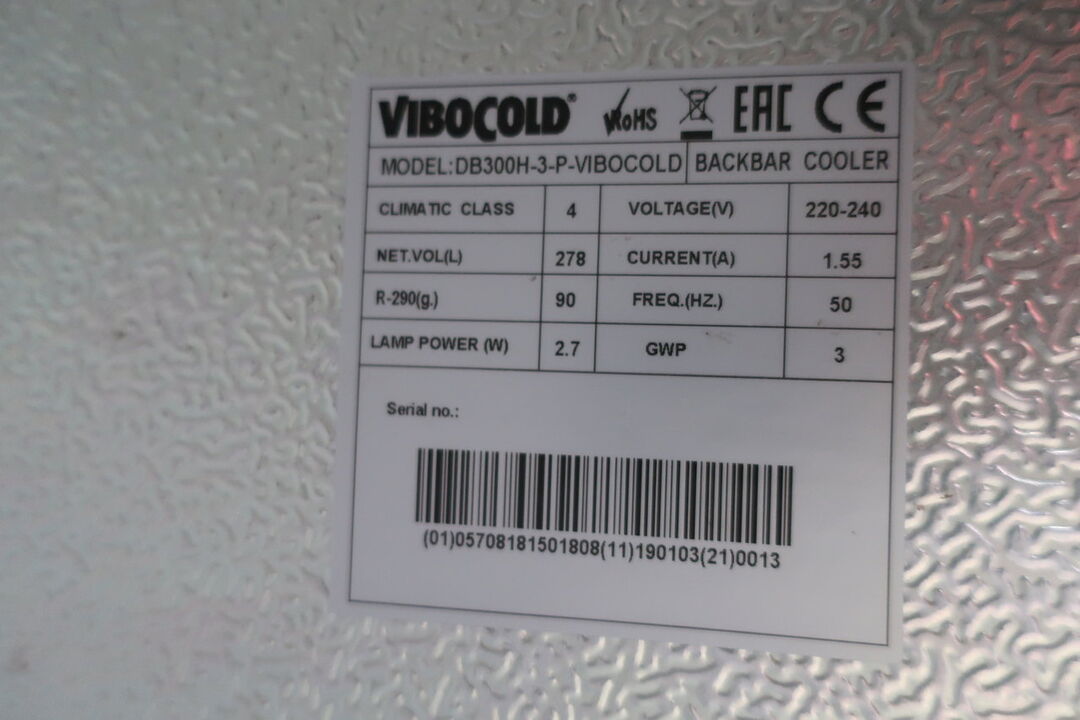 VIBOCOLD® RoHS EAC CE
MODEL:DB300H-3-P-VIBOCOLD BACKBAR COOLER
CLIMATIC CLASS 4 VOLTAGE(V) 220-240
NET.VOL(L) 278 CURRENT(A) 1.55
R-290(g.) 90 FREQ.(HZ.) 50
LAMP POWER (W) 2.7 GWP 3
Serial no.:
(01)05708181501808(11)190103(21)0013